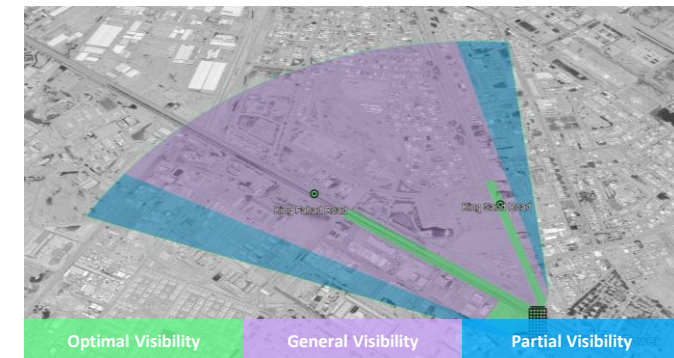 King Fahad Road
King Saud Road
Optimal Visibility
General Visibility
Partial Visibility